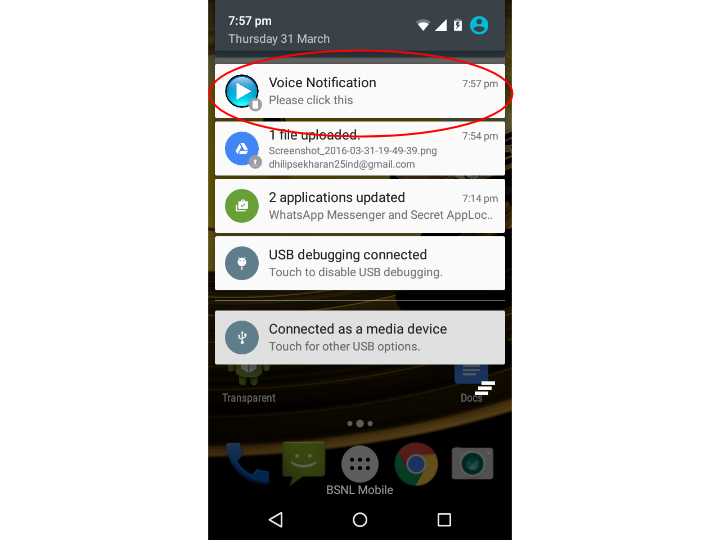 7:57 pm
Thursday 31 March
Voice Notification 7:57 pm
Please click this
1 file uploaded. 7:54 pm
Screenshot_2016-03-31-19-49-39.png
dhilipsekharan25ind@gmail.com
2 applications updated 7:14 pm
WhatsApp Messenger and Secret AppLoc..
USB debugging connected
Touch to disable USB debugging.
Connected as a media device
Touch for other USB options.
Transparent Docs
BSNL Mobile